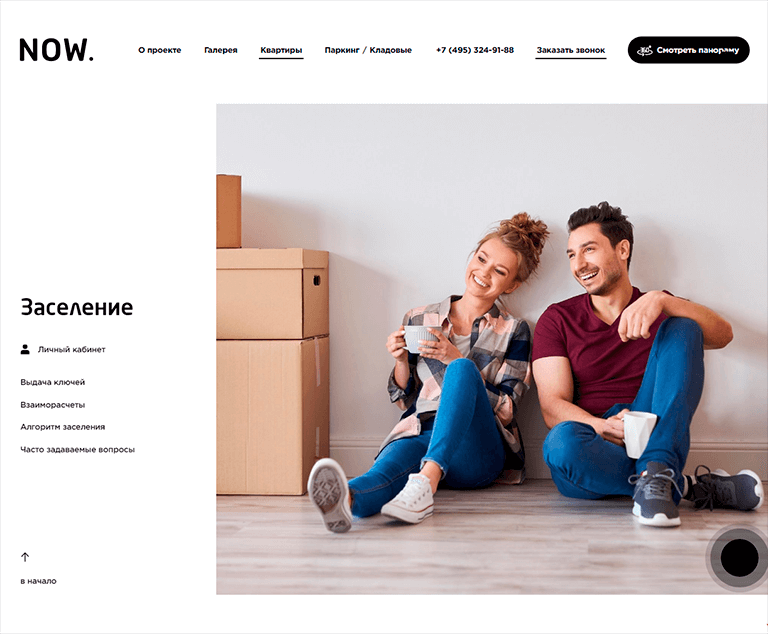 NOW.
О проекте
Галерея
Квартиры
Паркинг / Кладовые
+7 (495) 324-91-88
Заказать звонок
Смотреть панораму
Заселение
Личный кабинет
Выдача ключей
Взаиморасчеты
Алгоритм заселения
Часто задаваемые вопросы
в начало